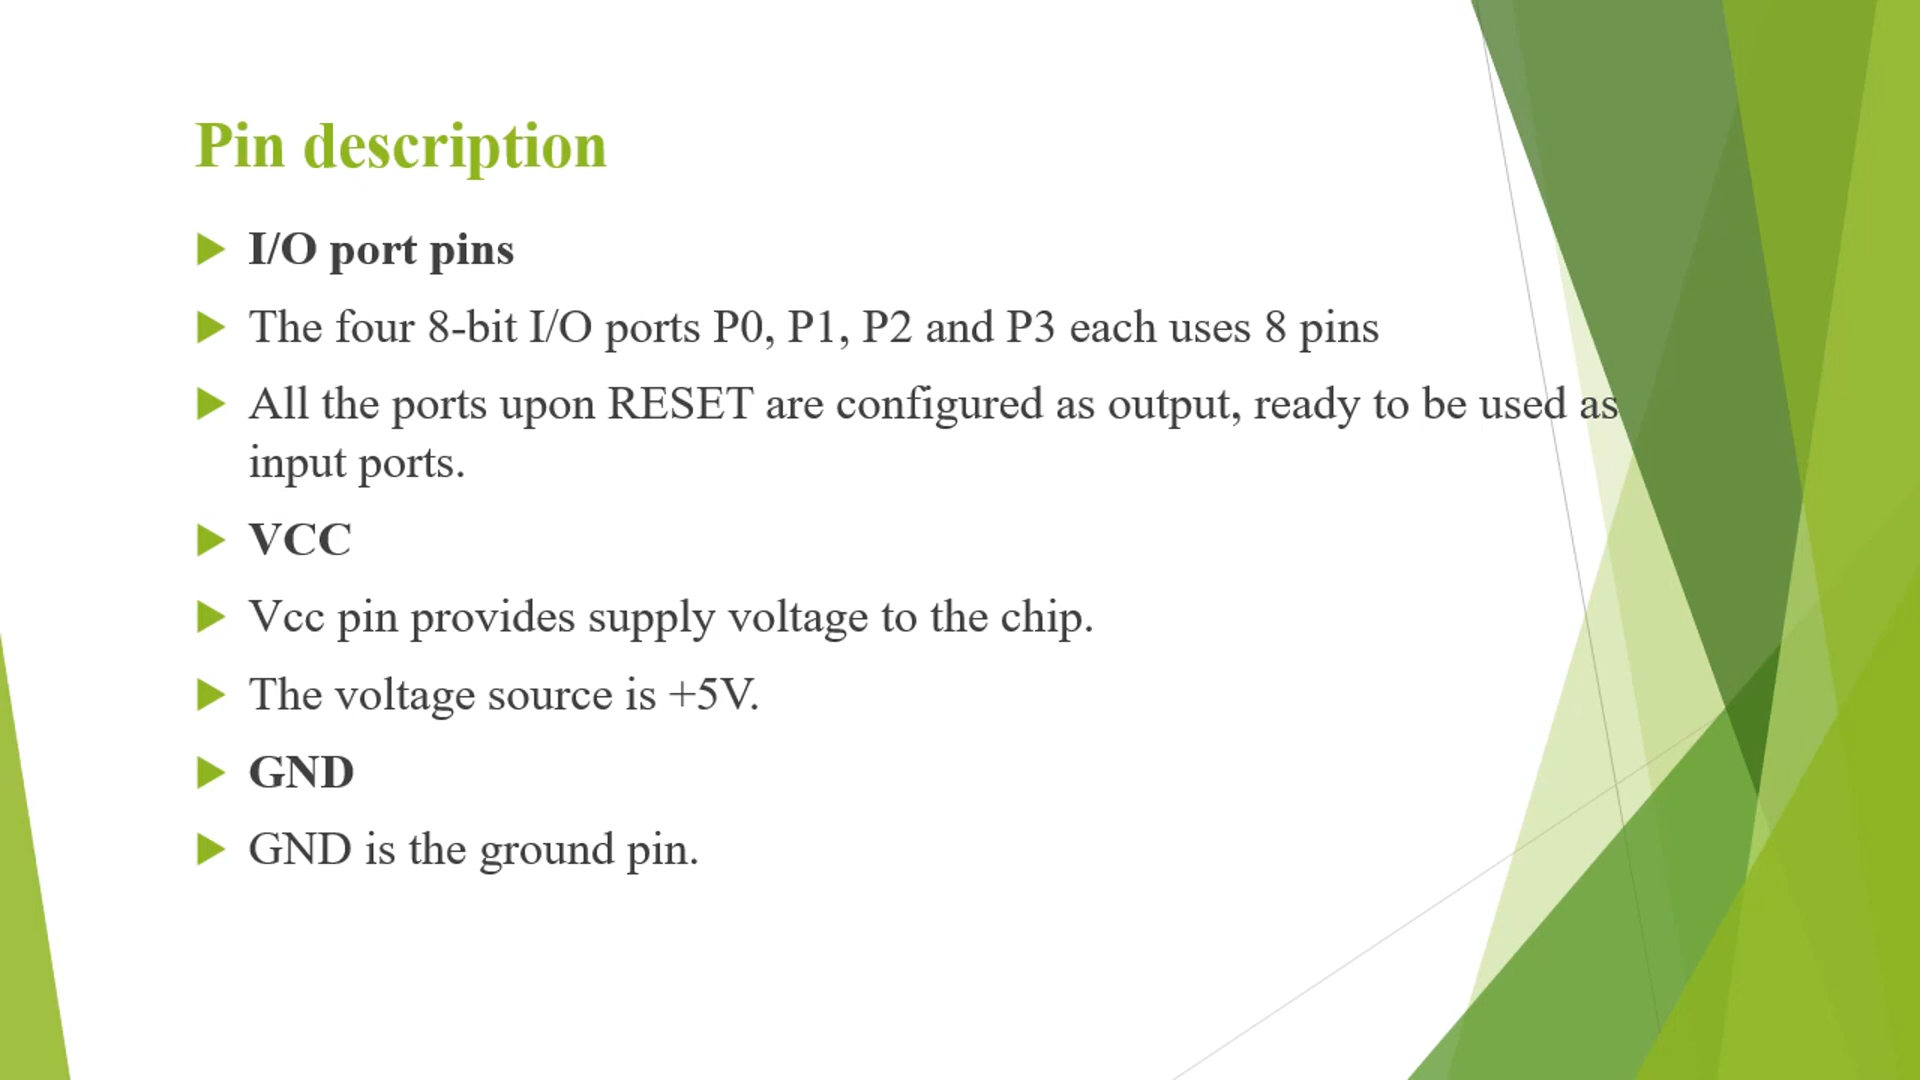 Pin description
I/O port pins
The four 8-bit I/O ports P0, P1, P2 and P3 each uses 8 pins
All the ports upon RESET are configured as output, ready to be used as
input ports.
VCC
Vcc pin provides supply voltage to the chip.
The voltage source is +5V.
GND
GND is the ground pin.